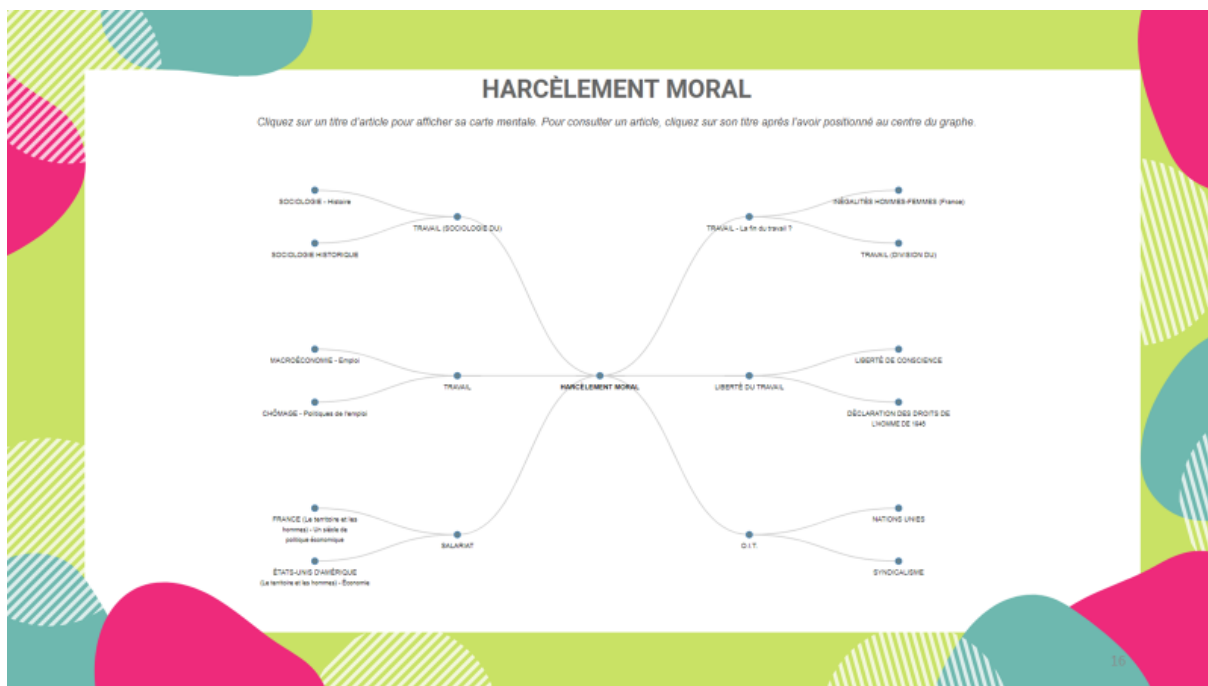 HARCÈLEMENT MORAL
Cliquez sur un titre d'article pour afficher sa carte mentale. Pour consulter un article, cliquez sur son titre après l'avoir positionné au centre du graphe.
SOCIOLOGIE - Histoire
TRAVAIL (SOCIOLOGIE DU)
SOCIOLOGIE HISTORIQUE
INÉGALITÉS HOMMES-FEMMES (France)
TRAVAIL - La fin du travail ?
TRAVAIL (DIVISION DU)
MACROÉCONOMIE - Emploi
TRAVAIL
CHÔMAGE - Politiques de l'emploi
HARCÈLEMENT MORAL
LIBERTÉ DE CONSCIENCE
LIBERTÉ DU TRAVAIL
DÉCLARATION DES DROITS DE
L'HOMME DE 1948
FRANCE (Le territoire et les
hommes) - Un siècle de
politique économique
SALARIAT
ÉTATS-UNIS D'AMÉRIQUE
(Le territoire et les hommes) - Économie
NATIONS UNIES
O.I.T.
SYNDICALISME
16